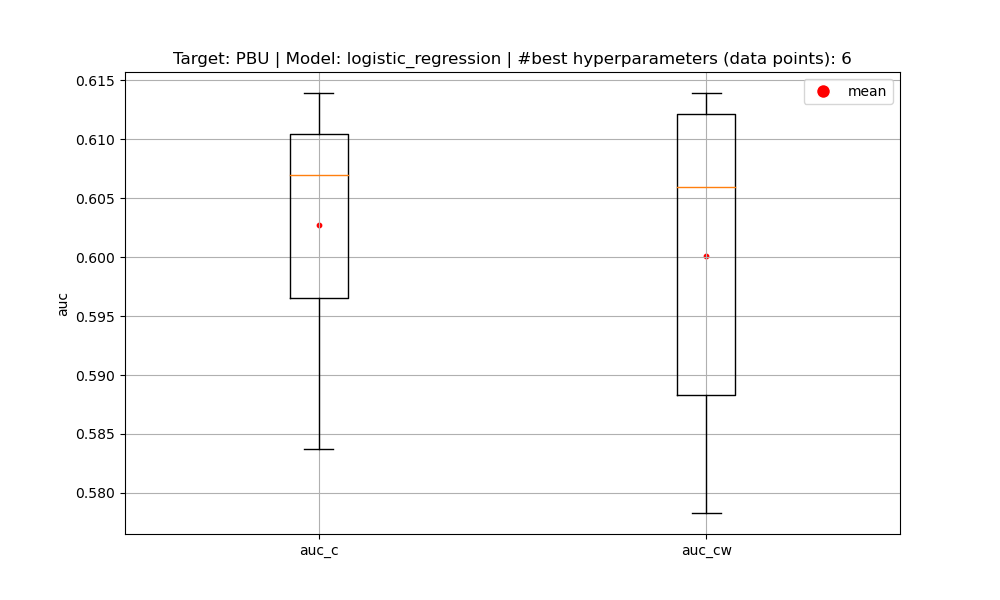 Target: PBU | Model: logistic_regression | #best hyperparameters (data points): 6
mean
0.615
0.610
0.605
0.600
0.595
0.590
0.585
0.580
auc
auc_c
auc_cw